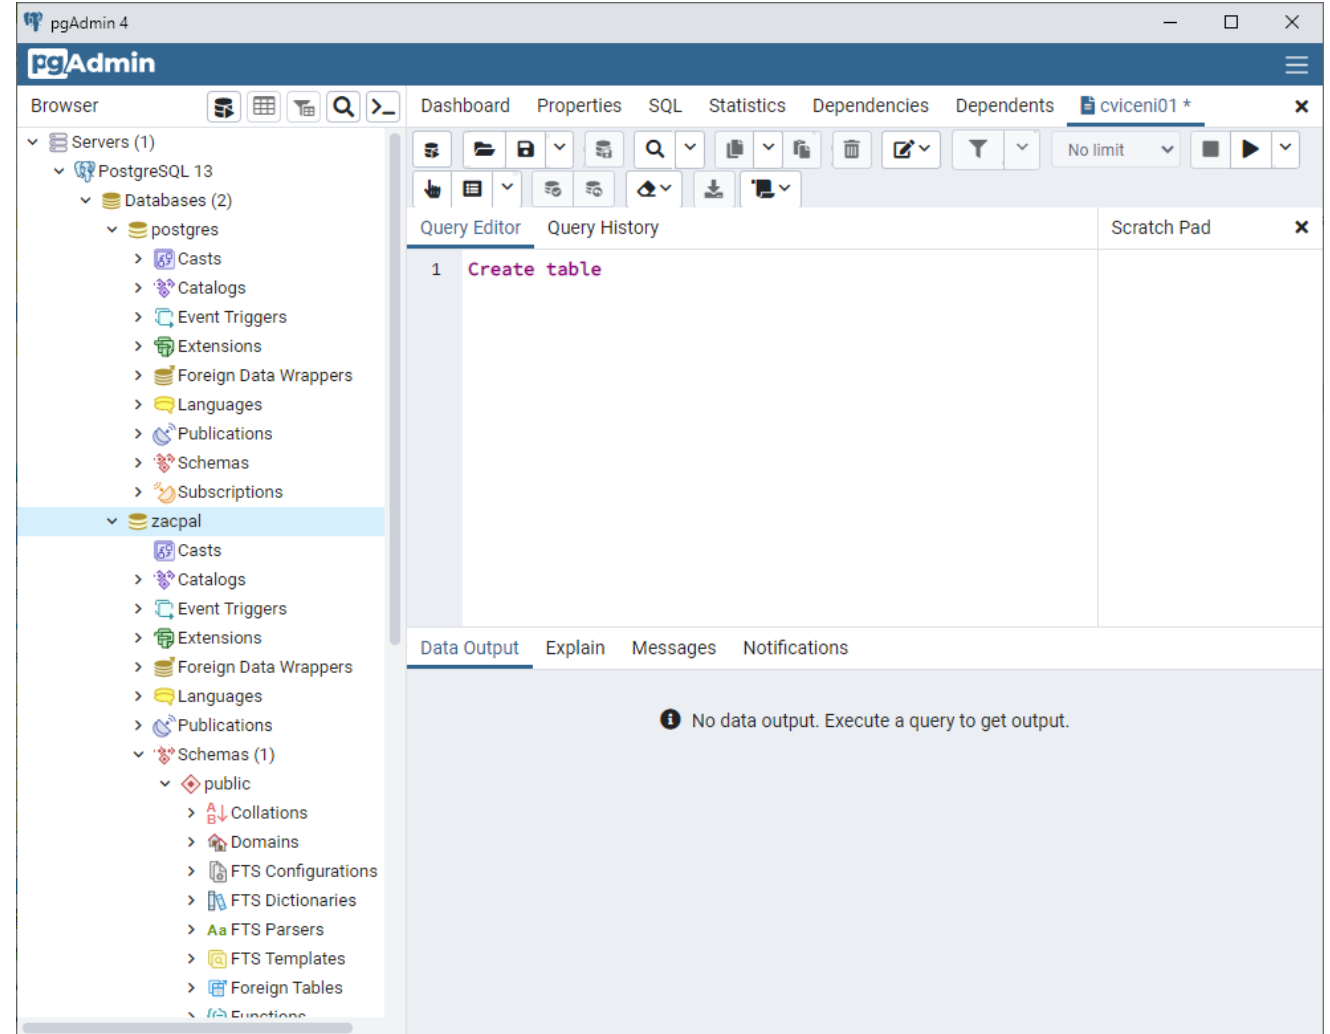 pgAdmin 4
pgAdmin
Browser
Dashboard Properties SQL Statistics Dependencies Dependents cviceni01 *
No limit
Servers (1)
PostgreSQL 13
Databases (2)
postgres
Casts
Catalogs
Event Triggers
Extensions
Foreign Data Wrappers
Languages
Publications
Schemas
Subscriptions
zacpal
Casts
Catalogs
Event Triggers
Extensions
Foreign Data Wrappers
Languages
Publications
Schemas (1)
public
Collations
Domains
FTS Configurations
FTS Dictionaries
Aa FTS Parsers
FTS Templates
Foreign Tables
Functions
Query Editor Query History
Scratch Pad
1 Create table
Data Output Explain Messages Notifications
No data output. Execute a query to get output.